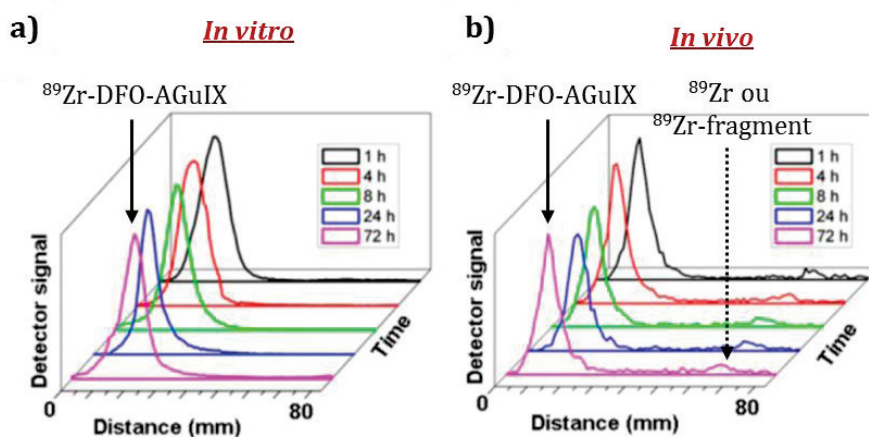 a)
In vitro
⁸⁹Zr-DFO-AGuIX
1 h
4 h
8 h
24 h
72 h
Detector signal
Time
0
80
Distance (mm)
b)
In vivo
⁸⁹Zr-DFO-AGuIX
⁸⁹Zr ou
⁸⁹Zr-fragment
1 h
4 h
8 h
24 h
72 h
Detector signal
Time
0
80
Distance (mm)